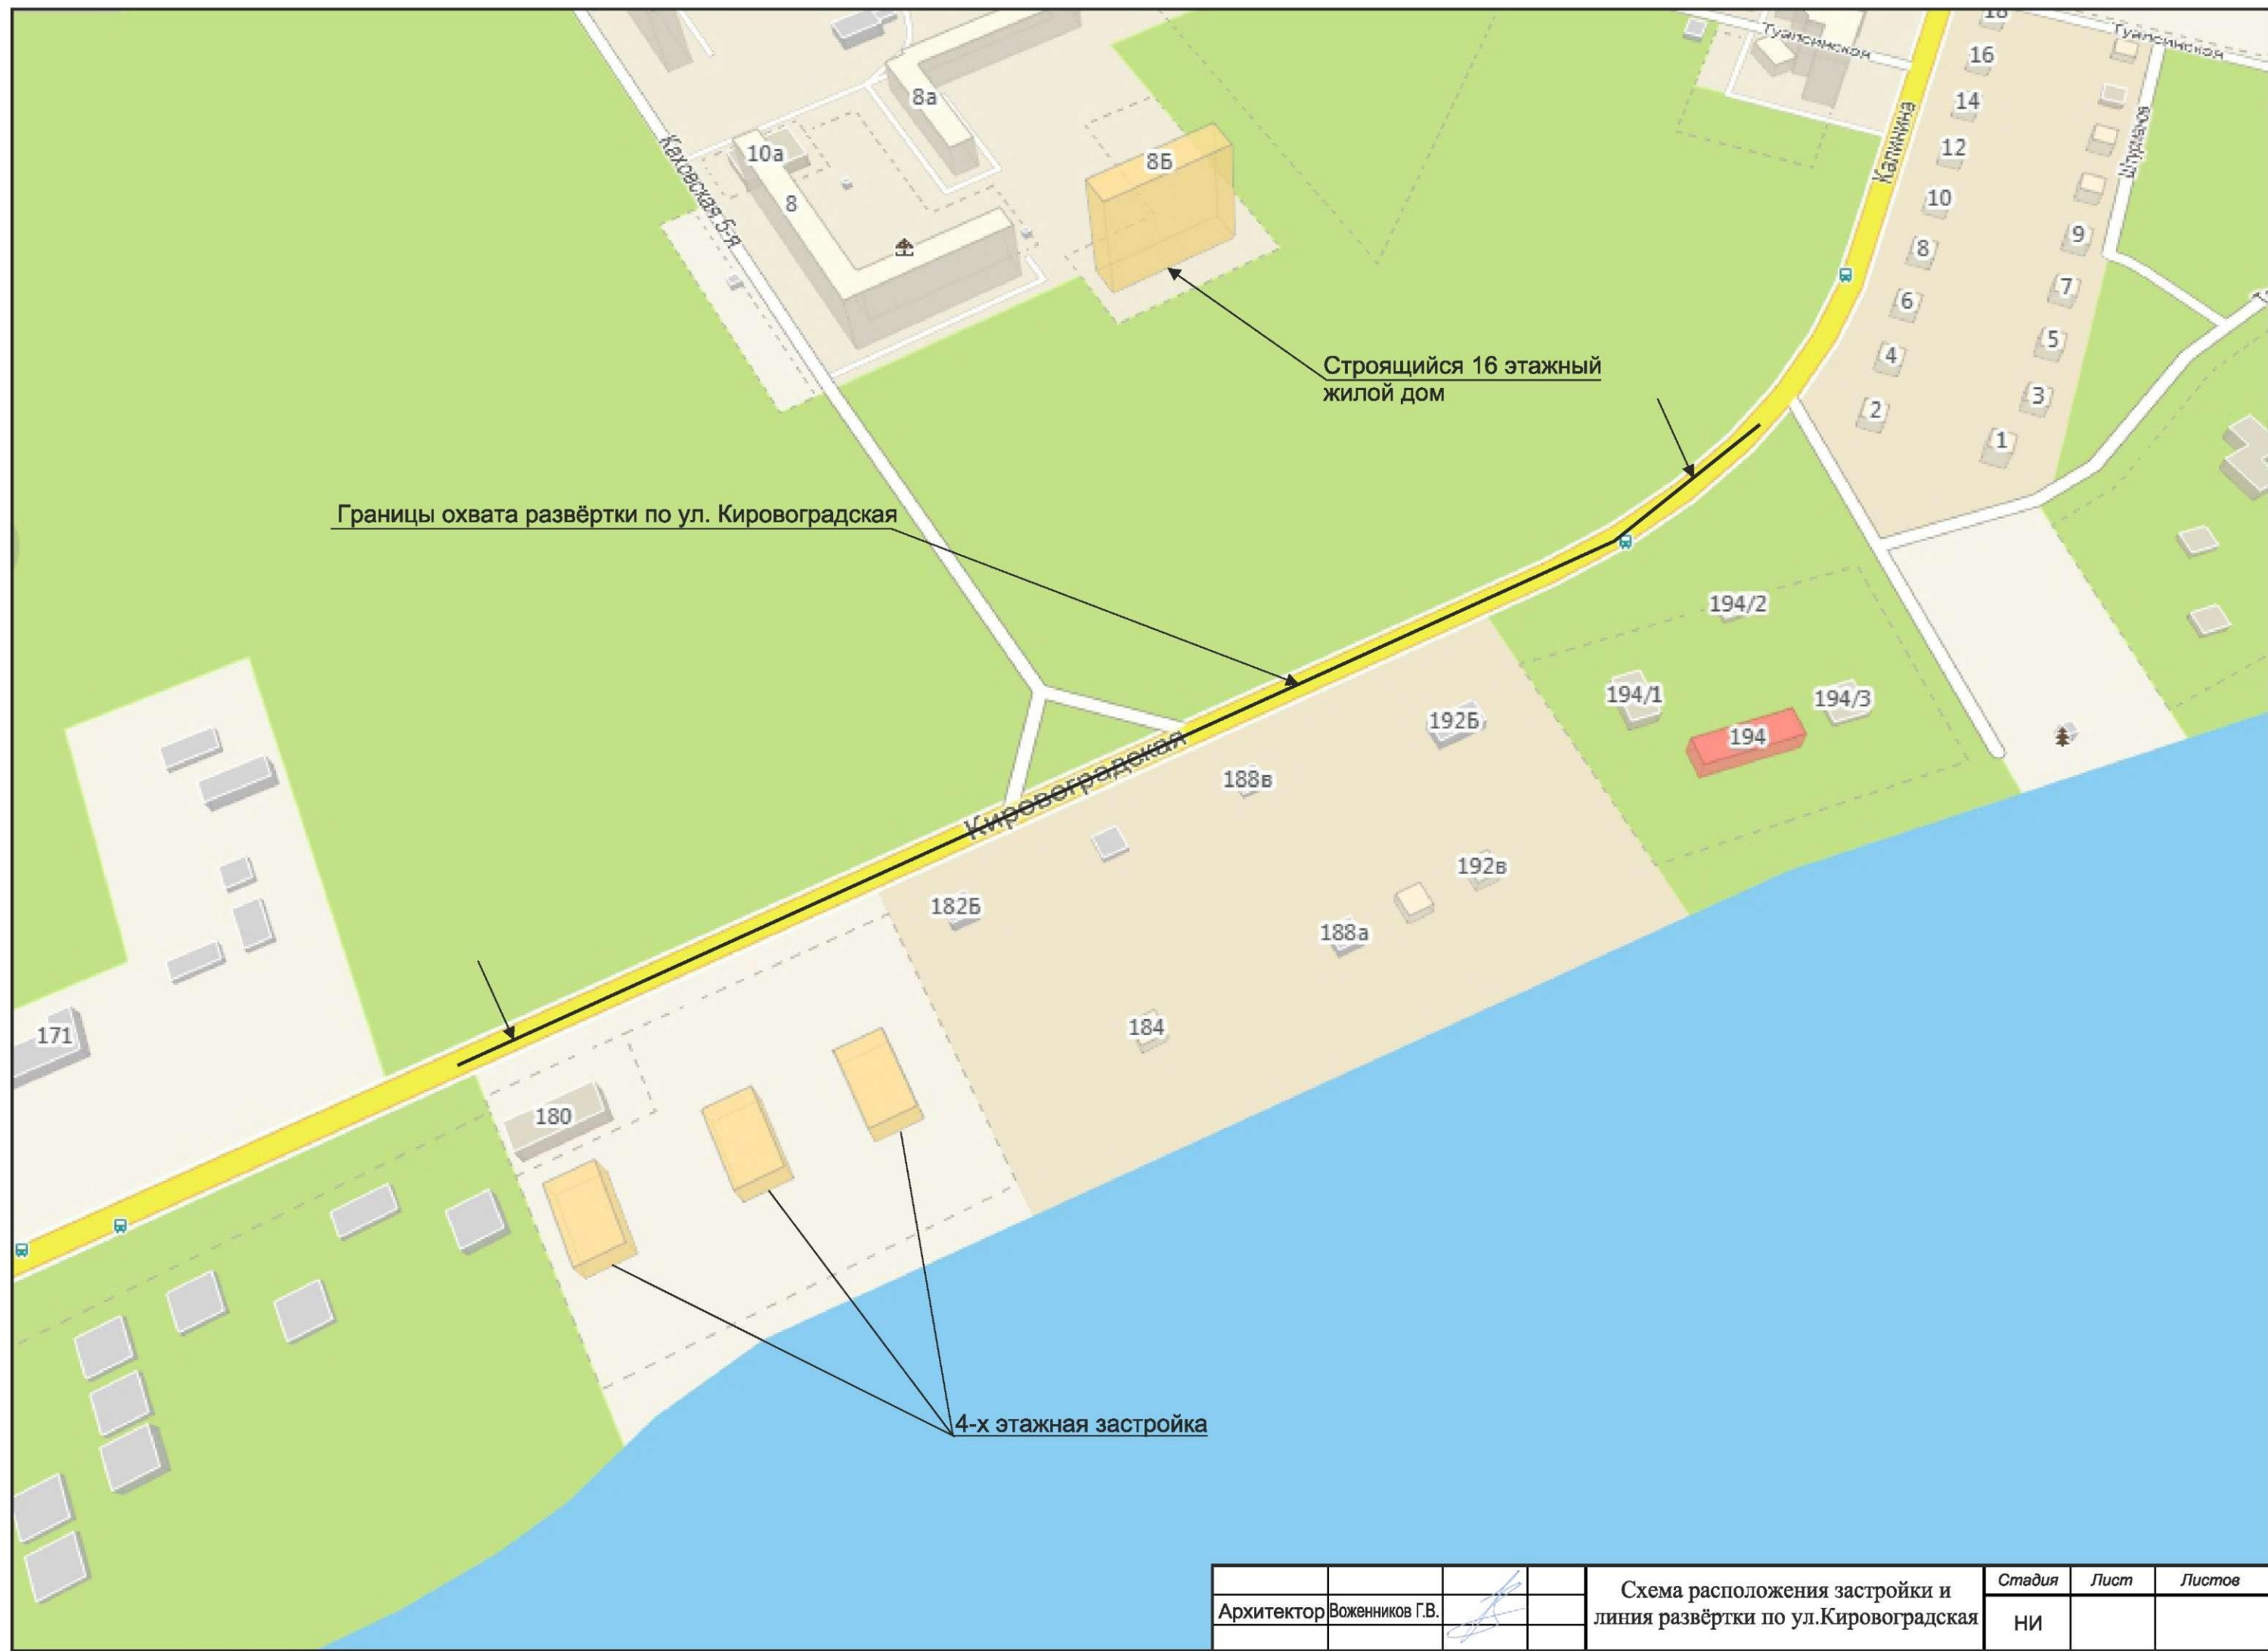 18
Туапсинская
Туапсинская
16
8а
14
Калинина
Штурманов
10а
Каховская 5-я
8Б
12
8
10
9
8
7
6
Строящийся 16 этажный
жилой дом
5
4
3
2
1
Границы охвата развёртки по ул. Кировоградская
194/2
194/1
194/3
192Б
194
Кировоградская
188в
192в
182Б
188а
184
171
180
4-х этажная застройка
Архитектор Воженников Г.В.
Схема расположения застройки и
линия развёртки по ул.Кировоградская
Стадия Лист Листов
НИ